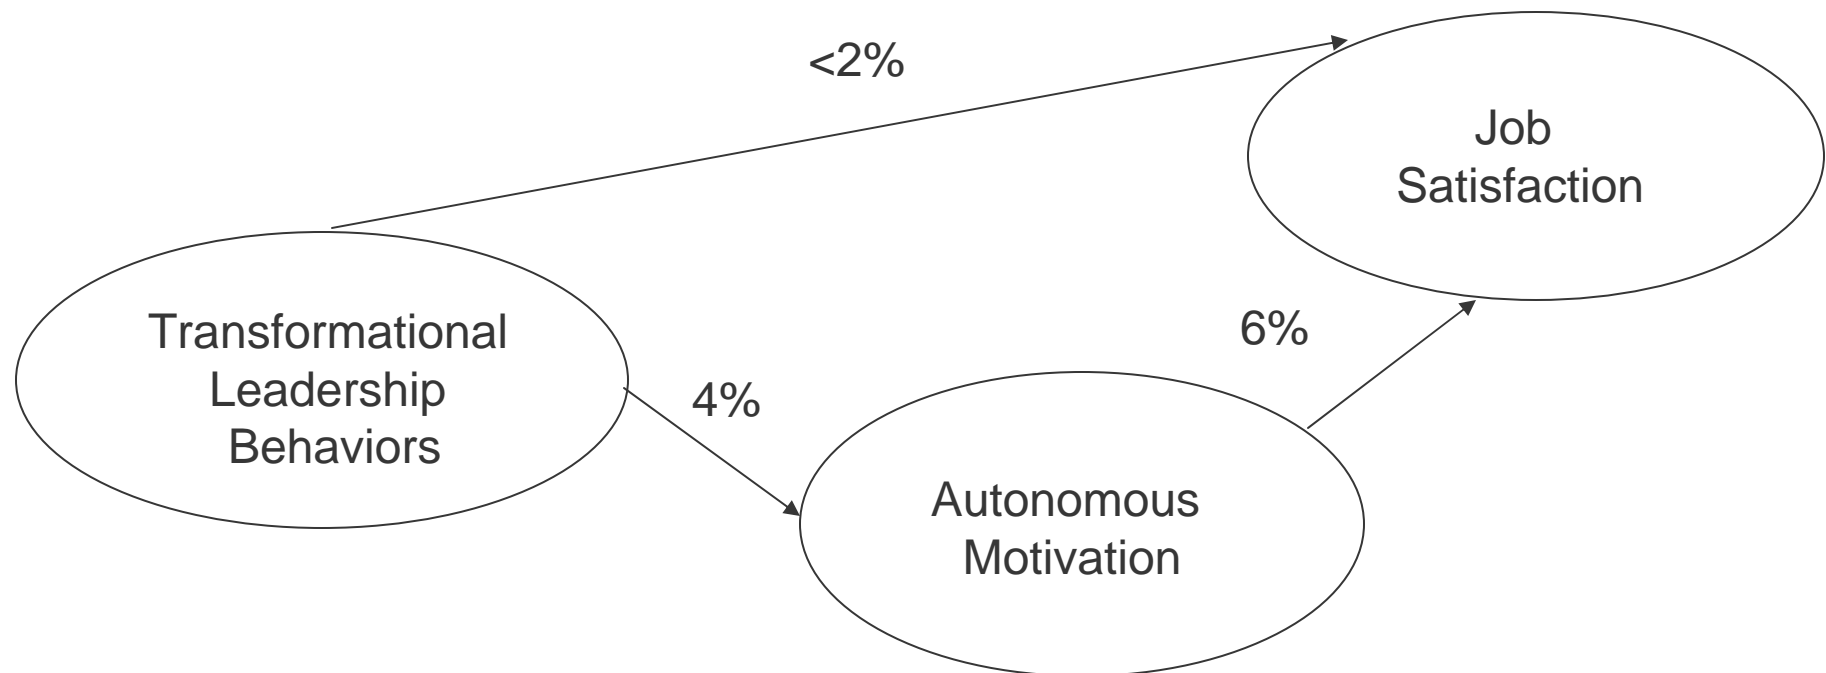 <2%
Job
Satisfaction
Transformational
Leadership
Behaviors
4%
6%
Autonomous
Motivation